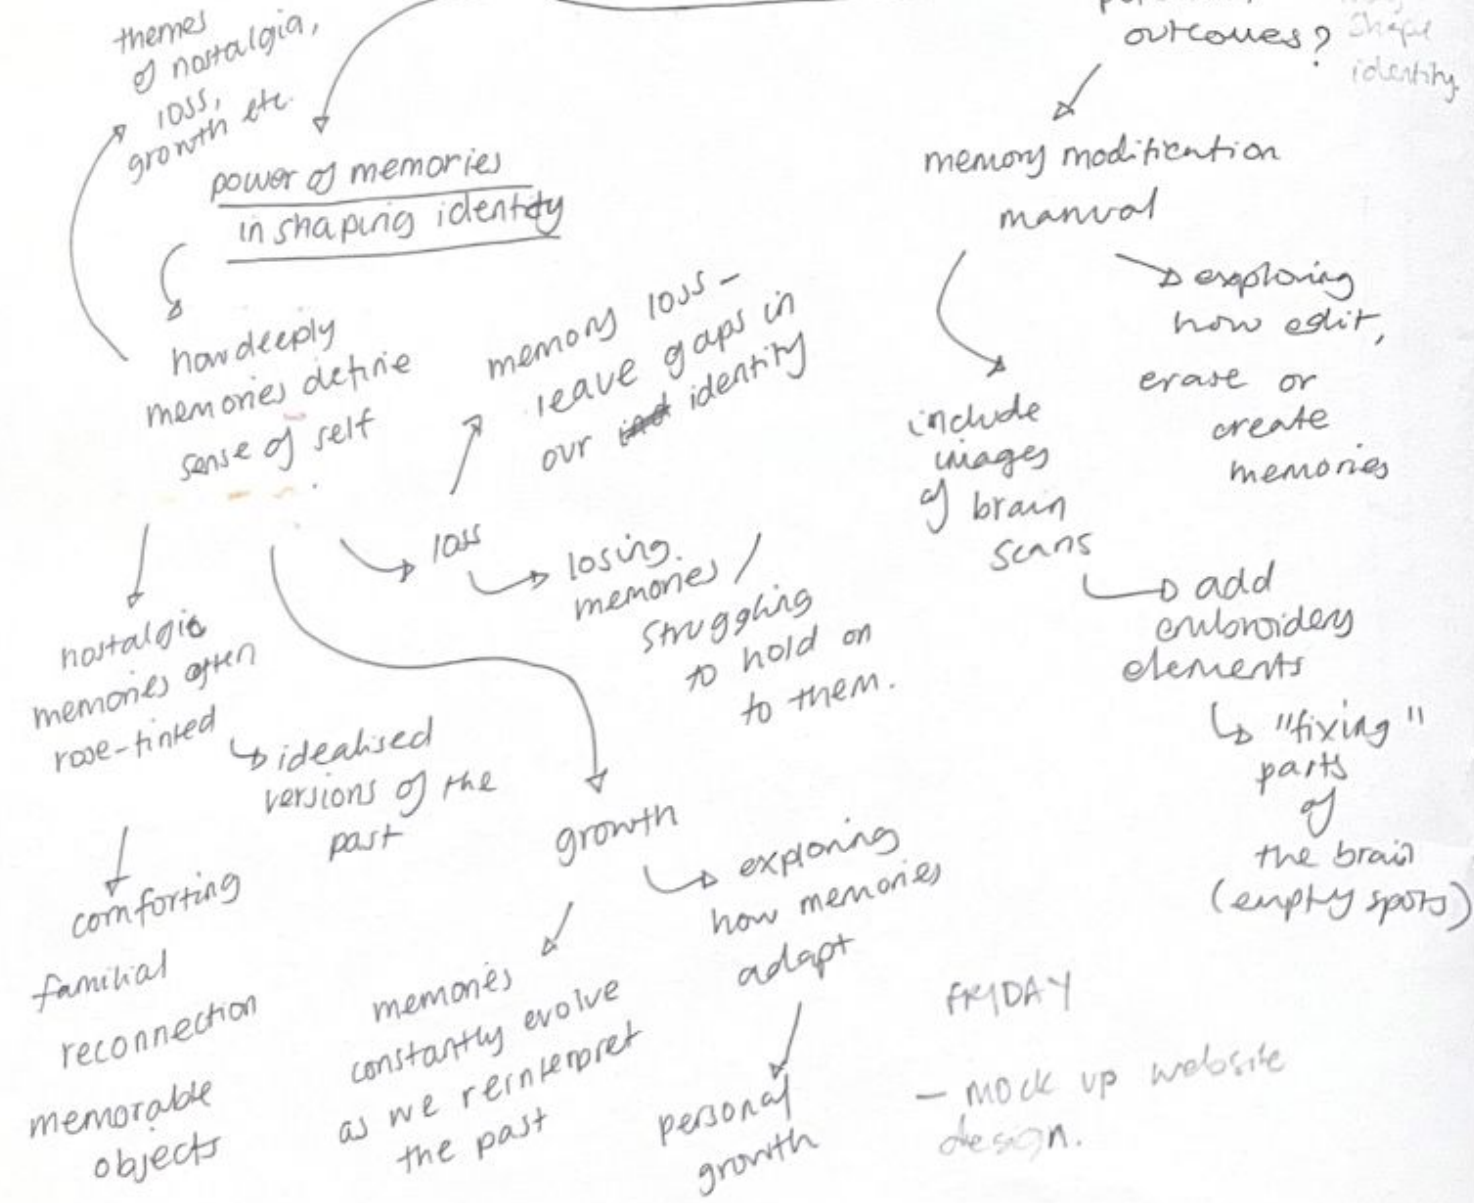 themes
of nostalgia,
loss,
growth etc.
power of memories
in shaping identity
how deeply
memories define
sense of self
memory loss -
leave gaps in
our identity
loss
losing
memories /
struggling
to hold on
to them.
nostalgic
memories often
rose-tinted
idealised
versions of the
past
comforting
familial
reconnection
memorable
objects
growth
exploring
how memories
adapt
memories
constantly evolve
as we reinterpret
the past
personal
growth
outcomes?
shape
identity
memory modification
manual
exploring
how edit,
erase or
create
memories
include
images
of brain
scans
add
embroidery
elements
"fixing"
parts
of
the brain
(empty spots)
FRIDAY
- mock up website
design.